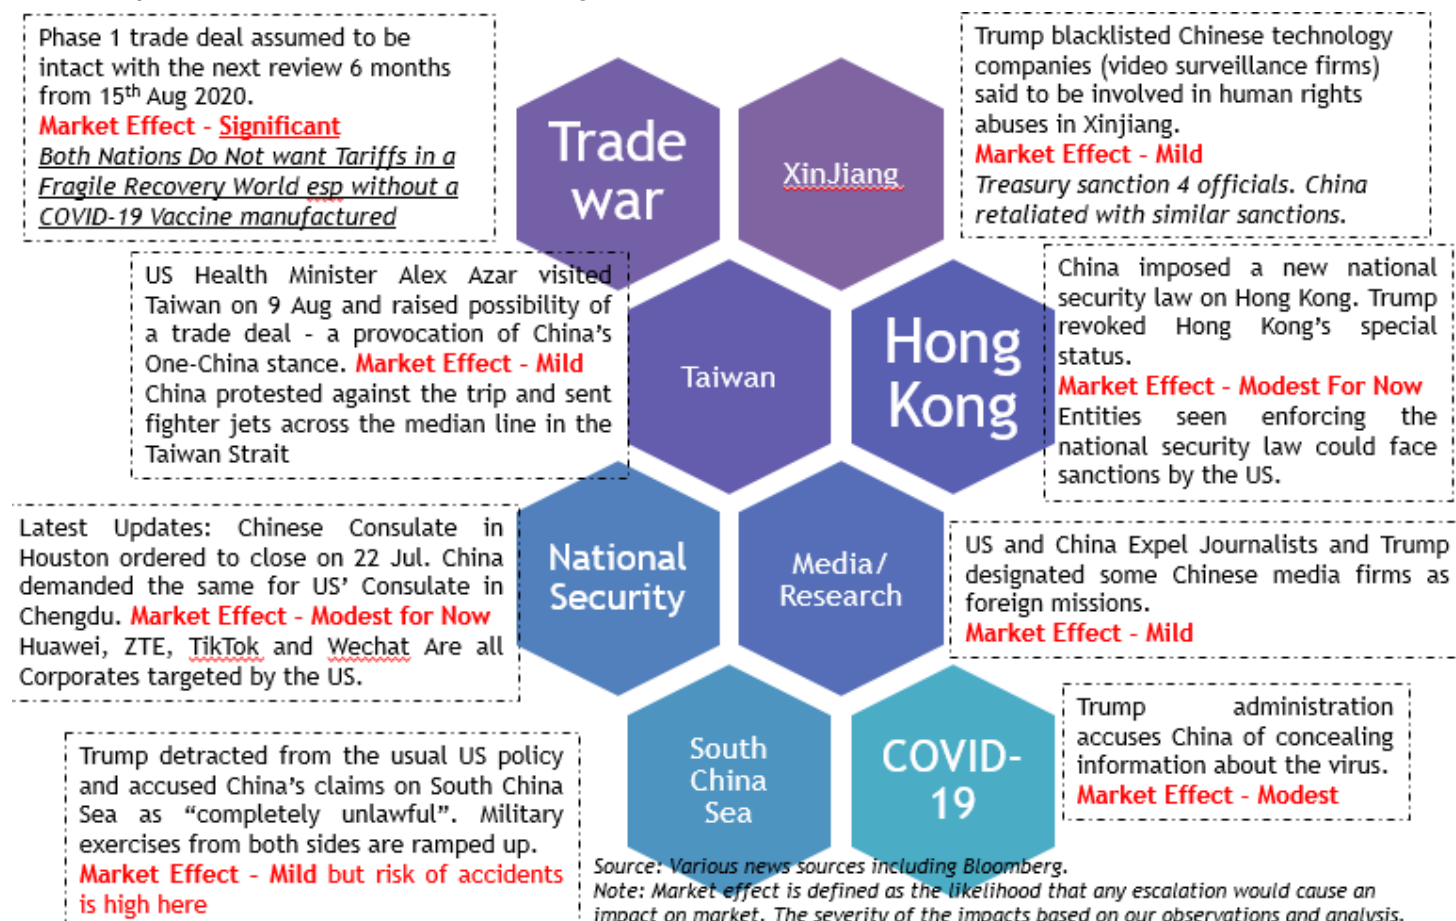 Phase 1 trade deal assumed to be
intact with the next review 6 months
from 15th Aug 2020.
Market Effect - Significant
Both Nations Do Not want Tariffs in a
Fragile Recovery World esp without a
COVID-19 Vaccine manufactured
Trade
war
XinJiang
Trump blacklisted Chinese technology
companies (video surveillance firms)
said to be involved in human rights
abuses in Xinjiang.
Market Effect - Mild
Treasury sanction 4 officials. China
retaliated with similar sanctions.
US Health Minister Alex Azar visited
Taiwan on 9 Aug and raised possibility of
a trade deal - a provocation of China's
One-China stance. Market Effect - Mild
China protested against the trip and sent
fighter jets across the median line in the
Taiwan Strait
Taiwan
Hong
Kong
China imposed a new national
security law on Hong Kong. Trump
revoked Hong Kong's special
status.
Market Effect - Modest For Now
Entities seen enforcing the
national security law could face
sanctions by the US.
Latest Updates: Chinese Consulate in
Houston ordered to close on 22 Jul. China
demanded the same for US' Consulate in
Chengdu. Market Effect - Modest for Now
Huawei, ZTE, TikTok and Wechat Are all
Corporates targeted by the US.
National
Security
Media/
Research
US and China Expel Journalists and Trump
designated some Chinese media firms as
foreign missions.
Market Effect - Mild
Trump detracted from the usual US policy
and accused China's claims on South China
Sea as “completely unlawful”. Military
exercises from both sides are ramped up.
Market Effect - Mild but risk of accidents
is high here
South
China
Sea
COVID-
19
Trump administration
accuses China of concealing
information about the virus.
Market Effect - Modest
Source: Various news sources including Bloomberg.
Note: Market effect is defined as the likelihood that any escalation would cause an
impact on market. The severity of the impacts based on our observations and analysis.